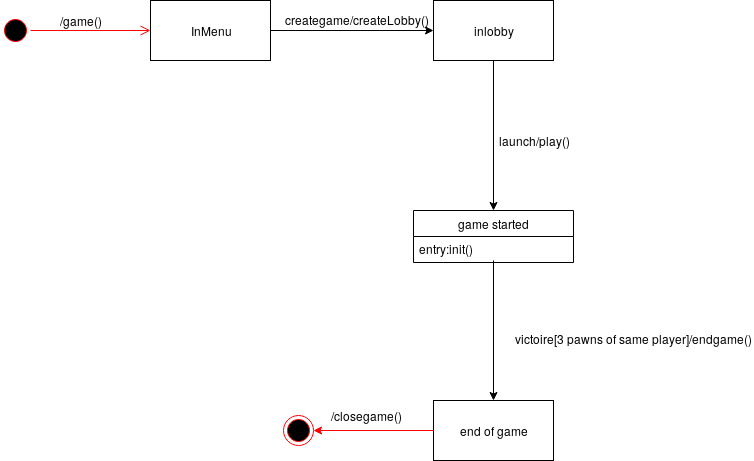 /game()
InMenu
creategame/createLobby()
inlobby
launch/play()
game started
entry:init()
victoire[3 pawns of same player]/endgame()
/closegame()
end of game